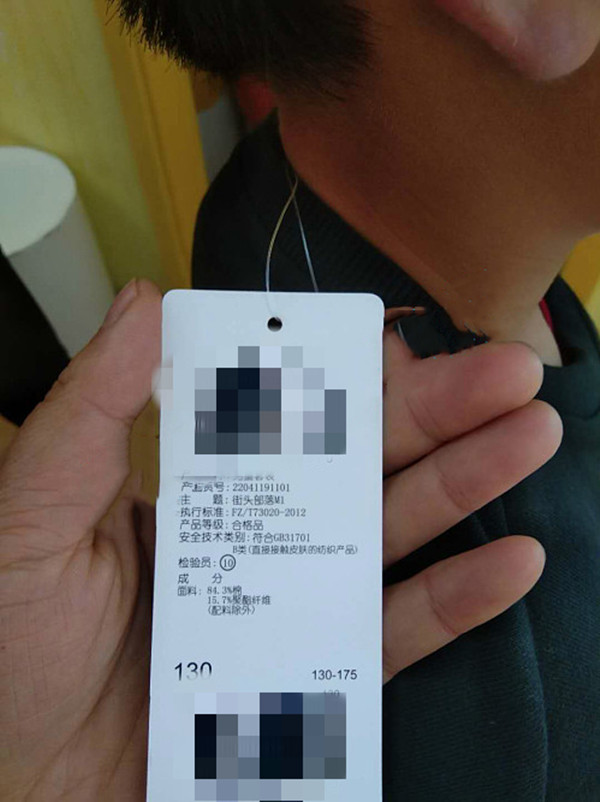 产品货号:22041191101
主 题:街头部落M1
执行标准:FZ/T73020-2012
产品等级:合格品
安全技术类别:符合GB31701
B类(直接接触皮肤的纺织产品)
检验员:⑩
成 分
面料:84.3%棉
15.7%聚酯纤维
(配料除外)
130 130-175